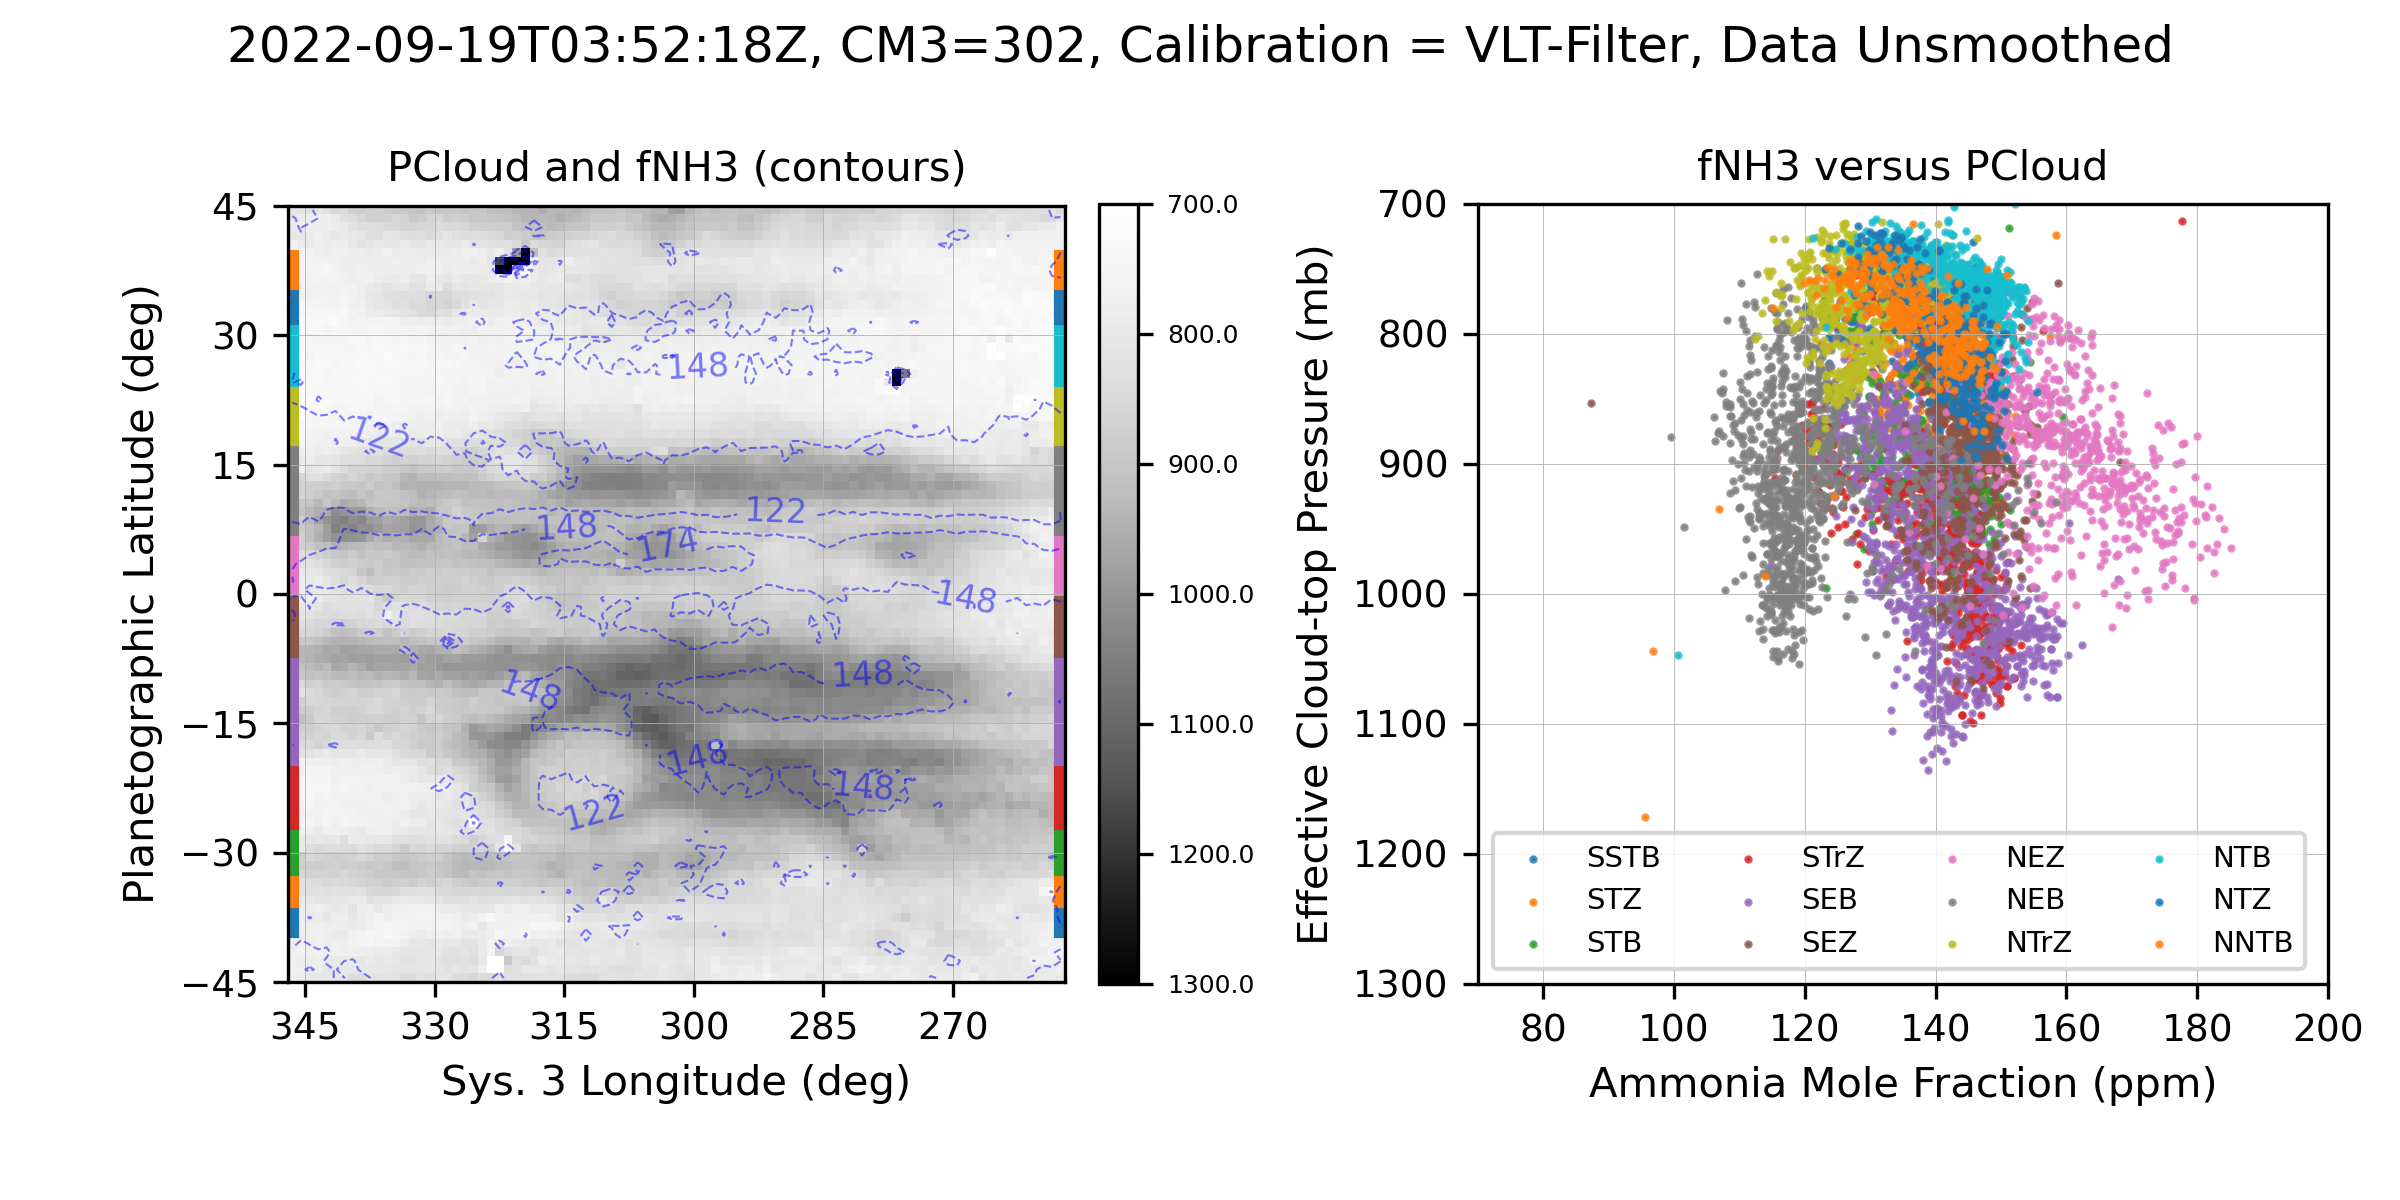 2022-09-19T03:52:18Z, CM3=302, Calibration = VLT-Filter, Data Unsmoothed
PCloud and fNH3 (contours)
Planetographic Latitude (deg)
45
30
15
0
−15
−30
−45
345
330
315
300
285
270
Sys. 3 Longitude (deg)
148
122
122
148
174
148
148
148
148
148
122
700.0
800.0
900.0
1000.0
1100.0
1200.0
1300.0
fNH3 versus PCloud
Effective Cloud-top Pressure (mb)
700
800
900
1000
1100
1200
1300
SSTB
STZ
STB
STrZ
SEB
SEZ
NEZ
NEB
NTrZ
NTB
NTZ
NNTB
80
100
120
140
160
180
200
Ammonia Mole Fraction (ppm)